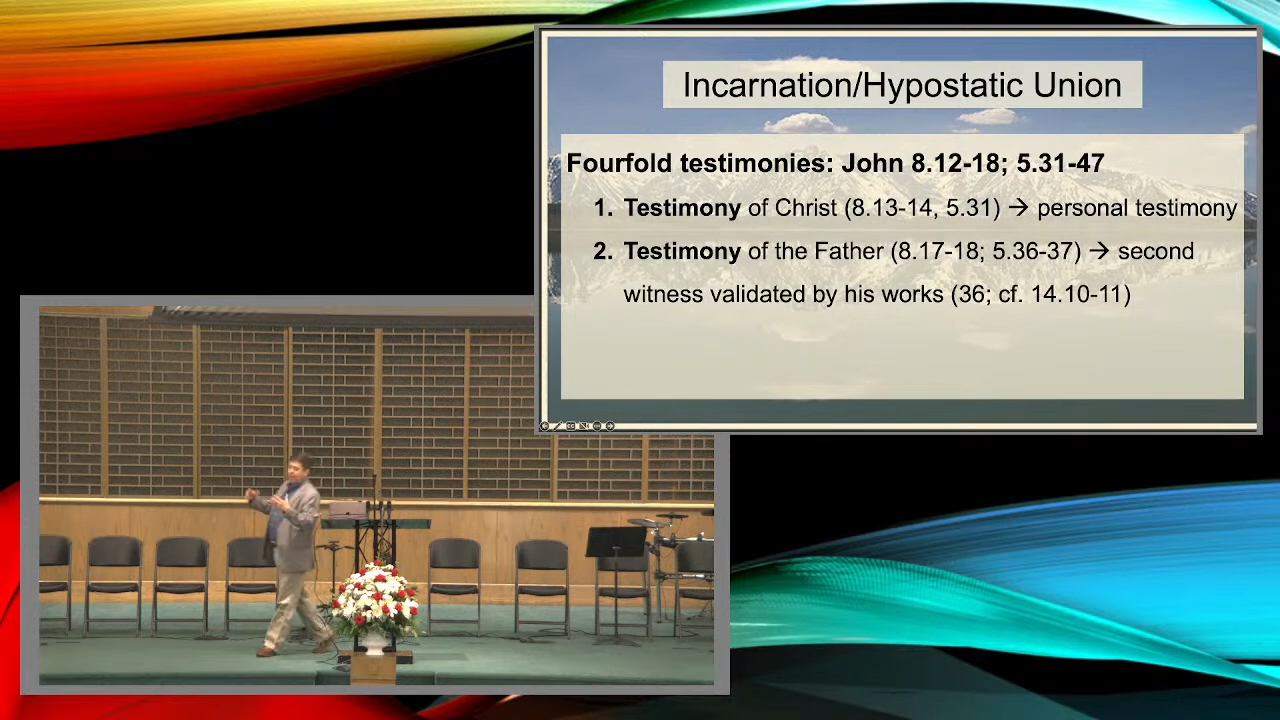 Incarnation/Hypostatic Union
Fourfold testimonies: John 8.12-18; 5.31-47
1. Testimony of Christ (8.13-14, 5.31) → personal testimony
2. Testimony of the Father (8.17-18; 5.36-37) → second
witness validated by his works (36; cf. 14.10-11)